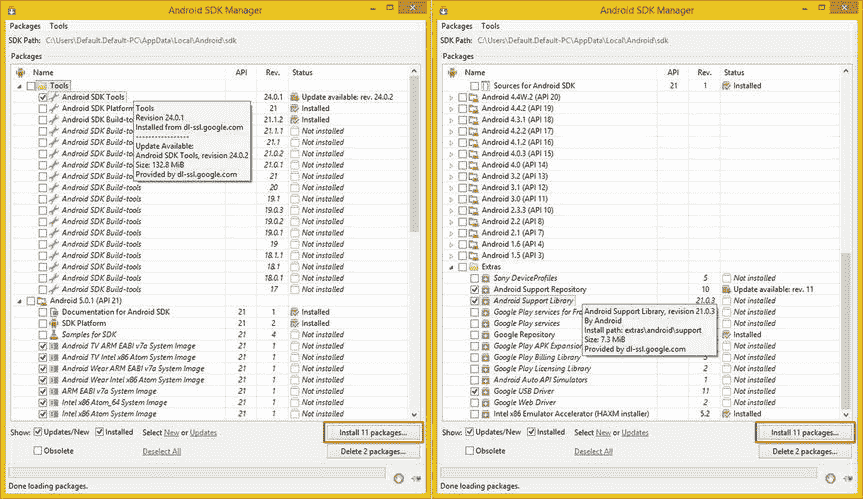 Android SDK Manager
Packages Tools
SDK Path: C:\Users\Default.Default-PC\AppData\Local\Android\sdk
Packages
Name API Rev. Status
Tools
Android SDK Tools 24.0.1 Update available: rev. 24.0.2
Android SDK Platform 21 Installed
Android SDK Build-to 21.1.2 Installed
Android SDK Build-to 21.1.1 Not installed
Android SDK Build-to 21.1 Not installed
Android SDK Build-to 21.0.2 Not installed
Android SDK Build-to 21.0.1 Not installed
Android SDK Build-to 21 Not installed
Android SDK Build-tools 20 Not installed
Android SDK Build-tools 19.1 Not installed
Android SDK Build-tools 19.0.3 Not installed
Android SDK Build-tools 19.0.2 Not installed
Android SDK Build-tools 19.0.1 Not installed
Android SDK Build-tools 19 Not installed
Android SDK Build-tools 18.1.1 Not installed
Android SDK Build-tools 18.1 Not installed
Android SDK Build-tools 18.0.1 Not installed
Android SDK Build-tools 17 Not installed
Tools
Revision 24.0.1
Installed from dl-ssl.google.com
-----------------
Update Available:
Android SDK Tools, revision 24.0.2
Size: 132.8 MiB
Provided by dl-ssl.google.com
Android 5.0.1 (API 21)
Documentation for Android SDK 21 1 Installed
SDK Platform 21 2 Installed
Samples for SDK 21 4 Not installed
Android TV ARM EABI v7a System Image 21 1 Not installed
Android TV Intel x86 Atom System Image 21 1 Not installed
Android Wear ARM EABI v7a System Image 21 1 Not installed
Android Wear Intel x86 Atom System Image 21 1 Not installed
ARM EABI v7a System Image 21 1 Not installed
Intel x86 Atom_64 System Image 21 1 Not installed
Intel x86 Atom System Image 21 1 Not installed
Show: Updates/New Installed Select New or Updates
Install 11 packages...
Obsolete Deselect All
Delete 2 packages...
Done loading packages.
Android SDK Manager
Packages Tools
SDK Path: C:\Users\Default.Default-PC\AppData\Local\Android\sdk
Packages
Name API Rev. Status
Sources for Android SDK 21 1 Installed
Android 4.4W.2 (API 20)
Android 4.4.2 (API 19)
Android 4.3.1 (API 18)
Android 4.2.2 (API 17)
Android 4.1.2 (API 16)
Android 4.0.3 (API 15)
Android 4.0 (API 14)
Android 3.2 (API 13)
Android 3.1 (API 12)
Android 3.0 (API 11)
Android 2.3.3 (API 10)
Android 2.2 (API 8)
Android 2.1 (API 7)
Android 1.6 (API 4)
Android 1.5 (API 3)
Extras
Sony DeviceProfiles 5 Not installed
Android Support Repository 10 Update available: rev. 11
Android Support Library 21.0.3 Not installed
Google Play services for Fro Not installed
Google Play services Not installed
Google Repository Installed
Google Play APK Expansion Not installed
Google Play Billing Library 5 Not installed
Google Play Licensing Library 2 Not installed
Android Auto API Simulators 1 Not installed
Google USB Driver 11 Not installed
Google Web Driver 2 Not installed
Intel x86 Emulator Accelerator (HAXM installer) 5.2 Installed
Android Support Library, revision 21.0.3
By Android
Install path: extras\android\support
Size: 7.3 MiB
Provided by dl-ssl.google.com
Show: Updates/New Installed Select New or Updates
Install 11 packages...
Obsolete Deselect All
Delete 2 packages...
Done loading packages.